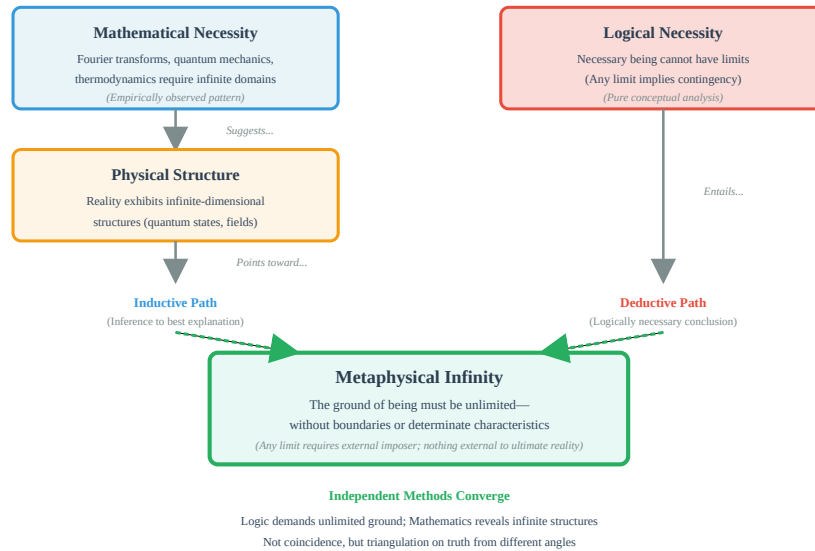 Mathematical Necessity
Fourier transforms, quantum mechanics,
thermodynamics require infinite domains
(Empirically observed pattern)
Suggests...
Physical Structure
Reality exhibits infinite-dimensional
structures (quantum states, fields)
Points toward...
Inductive Path
(Inference to best explanation)
Logical Necessity
Necessary being cannot have limits
(Any limit implies contingency)
(Pure conceptual analysis)
Entails...
Deductive Path
(Logically necessary conclusion)
Metaphysical Infinity
The ground of being must be unlimited—
without boundaries or determinate characteristics
(Any limit requires external imposer; nothing external to ultimate reality)
Independent Methods Converge
Logic demands unlimited ground; Mathematics reveals infinite structures
Not coincidence, but triangulation on truth from different angles